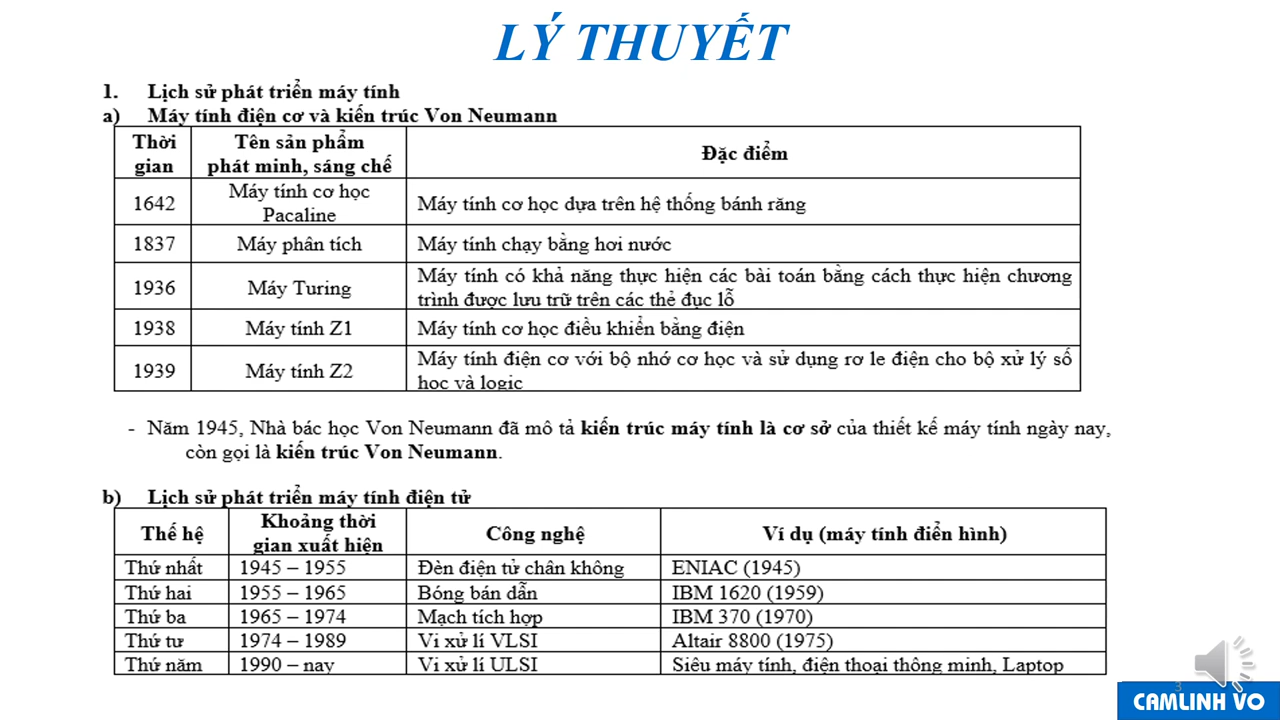 LÝ THUYẾT
1. Lịch sử phát triển máy tính
a) Máy tính điện cơ và kiến trúc Von Neumann
Thời gian Tên sản phẩm phát minh, sáng chế Đặc điểm
1642 Máy tính cơ học Pacaline Máy tính cơ học dựa trên hệ thống bánh răng
1837 Máy phân tích Máy tính chạy bằng hơi nước
1936 Máy Turing Máy tính có khả năng thực hiện các bài toán bằng cách thực hiện chương trình được lưu trữ trên các thẻ đục lỗ
1938 Máy tính Z1 Máy tính cơ học điều khiển bằng điện
1939 Máy tính Z2 Máy tính điện cơ với bộ nhớ cơ học và sử dụng rơ le điện cho bộ xử lý số học và logic
- Năm 1945, Nhà bác học Von Neumann đã mô tả kiến trúc máy tính là cơ sở của thiết kế máy tính ngày nay,
còn gọi là kiến trúc Von Neumann.
b) Lịch sử phát triển máy tính điện tử
Thế hệ Khoảng thời gian xuất hiện Công nghệ Ví dụ (máy tính điển hình)
Thứ nhất 1945 – 1955 Đèn điện tử chân không ENIAC (1945)
Thứ hai 1955 – 1965 Bóng bán dẫn IBM 1620 (1959)
Thứ ba 1965 – 1974 Mạch tích hợp IBM 370 (1970)
Thứ tư 1974 – 1989 Vi xử lí VLSI Altair 8800 (1975)
Thứ năm 1990 – nay Vi xử lí ULSI Siêu máy tính, điện thoại thông minh, Laptop
3
CAMLINH VO